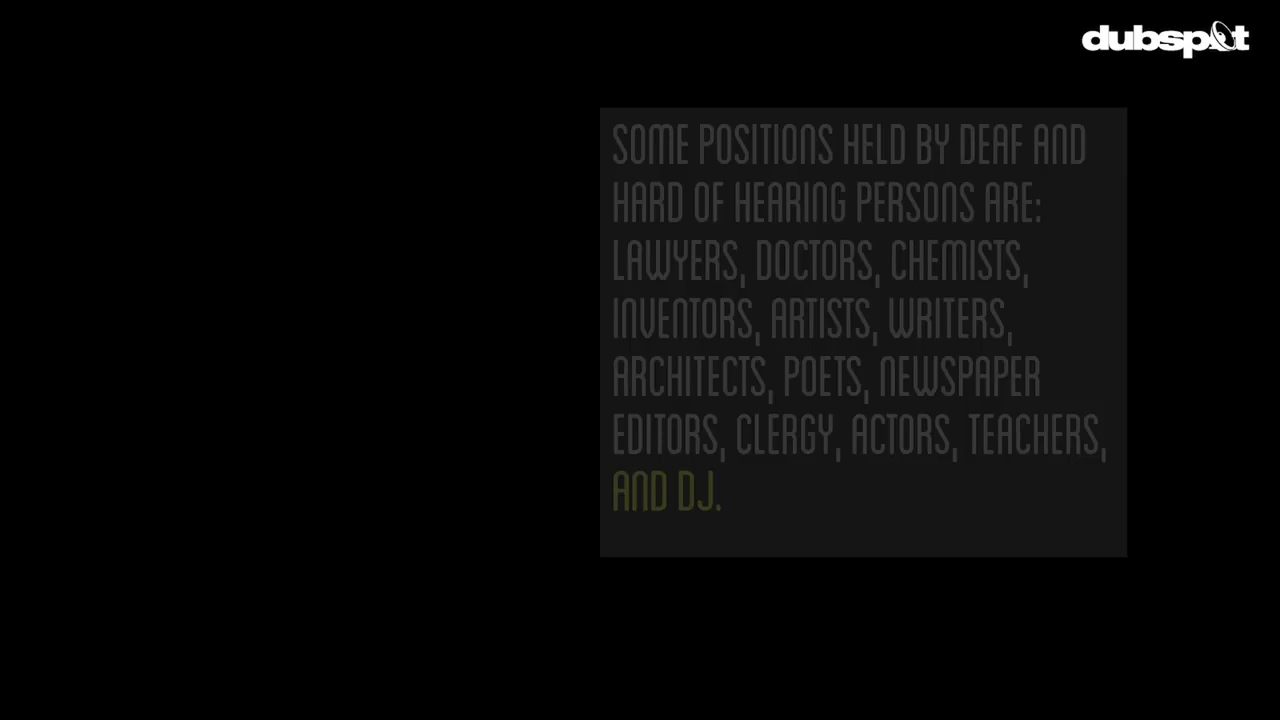 dubspot
SOME POSITIONS HELD BY DEAF AND
HARD OF HEARING PERSONS ARE:
LAWYERS, DOCTORS, CHEMISTS,
INVENTORS, ARTISTS, WRITERS,
ARCHITECTS, POETS, NEWSPAPER
EDITORS, CLERGY, ACTORS, TEACHERS,
AND DJ.